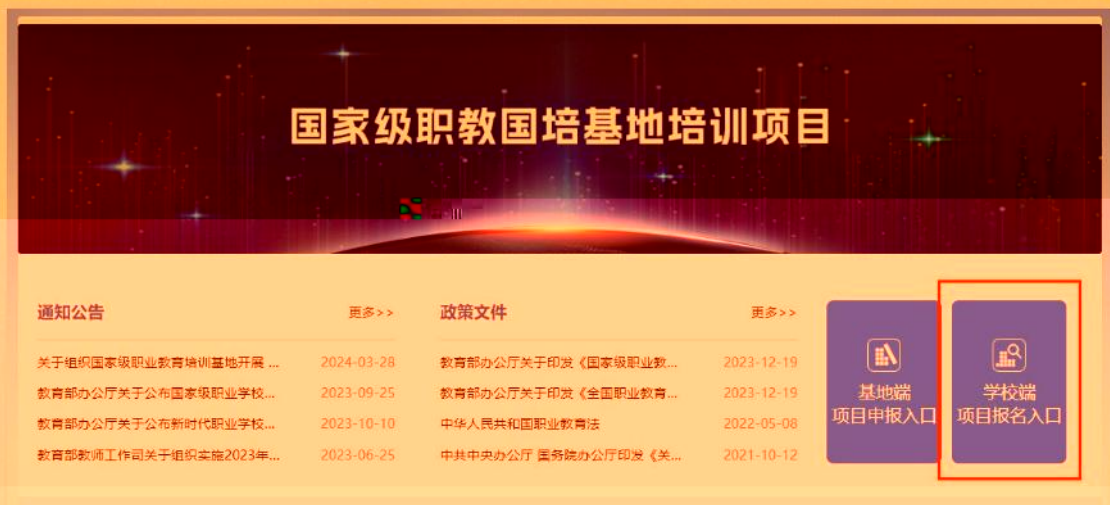 国家级职教国培基地培训项目
通知公告 更多>>
关于组织国家级职业教育培训基地开展 ... 2024-03-28
教育部办公厅关于公布国家级职业学校... 2023-09-25
教育部办公厅关于公布新时代职业学校... 2023-10-10
教育部教师工作司关于组织实施2023年... 2023-06-25
政策文件 更多>>
教育部办公厅关于印发《国家级职业教... 2023-12-19
教育部办公厅关于印发《全国职业教育... 2023-12-19
中华人民共和国职业教育法 2022-05-08
中共中央办公厅 国务院办公厅印发《关... 2021-10-12
基地端
项目申报入口
学校端
项目报名入口